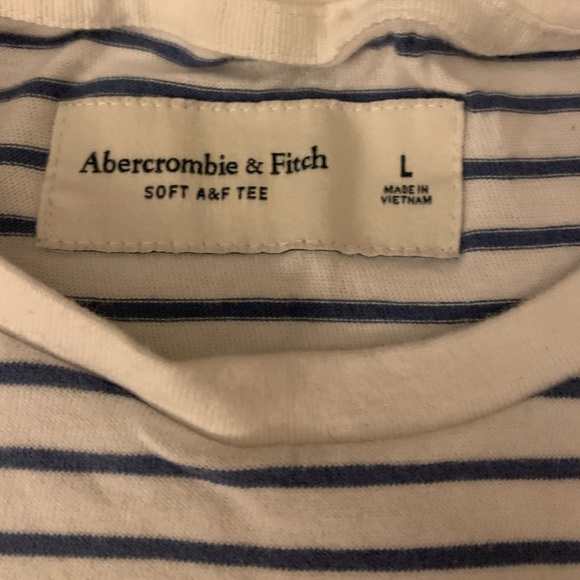 Abercrombie & Fitch
SOFT A&F TEE
L
MADE IN
VIETNAM